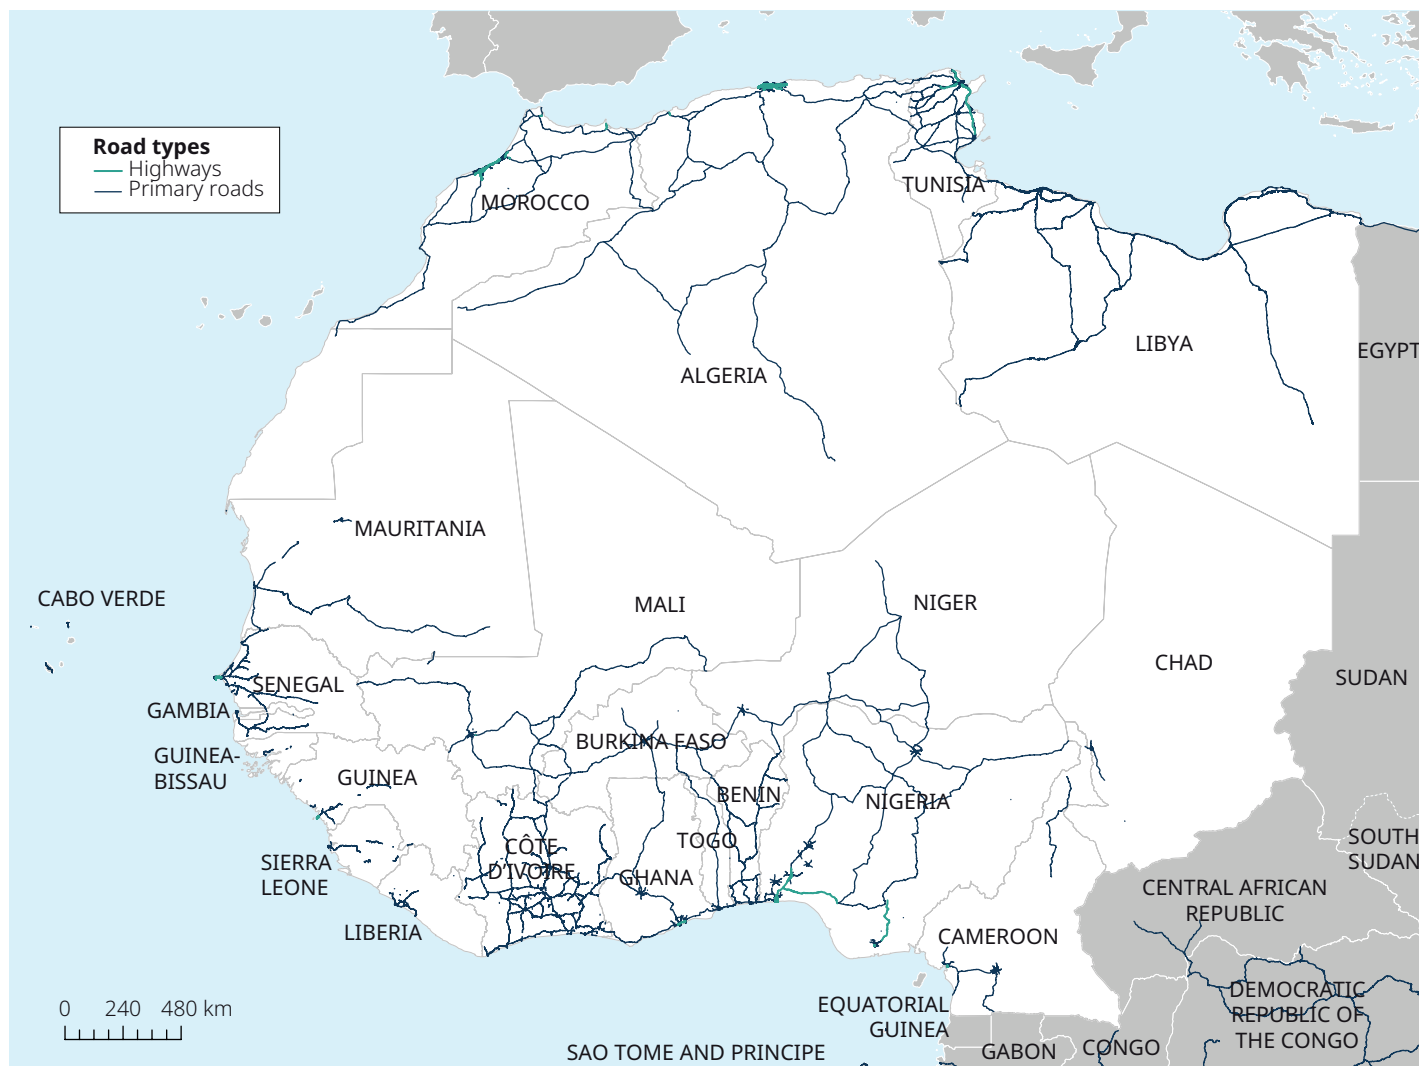 Road types
Highways
Primary roads
MOROCCO
TUNISIA
ALGERIA
LIBYA
EGYPT
MAURITANIA
MALI
NIGER
CHAD
SUDAN
CABO VERDE
SENEGAL
GAMBIA
GUINEA-
BISSAU
GUINEA
BURKINA FASO
BENIN
NIGERIA
TOGO
CÔTE
D'IVOIRE
GHANA
SIERRA
LEONE
LIBERIA
SOUTH
SUDAN
CENTRAL AFRICAN
REPUBLIC
CAMEROON
DEMOCRATIC
REPUBLIC OF
THE CONGO
EQUATORIAL
GUINEA
GABON
CONGO
SAO TOME AND PRINCIPE
0 240 480 km